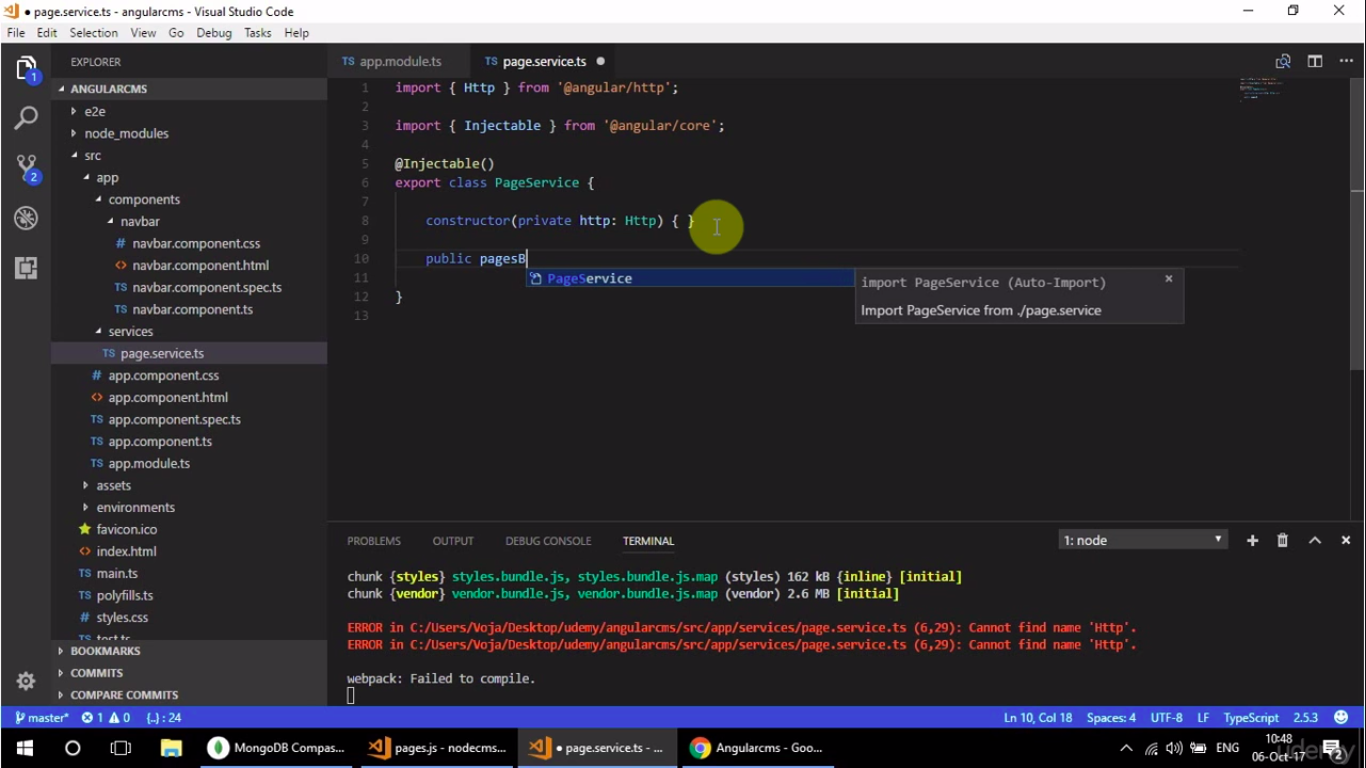 ● page.service.ts - angularcms - Visual Studio Code
File Edit Selection View Go Debug Tasks Help
EXPLORER
TS app.module.ts
TS page.service.ts ●
1
ANGULARCMS
e2e
node_modules
src
app
components
navbar
# navbar.component.css
<> navbar.component.html
TS navbar.component.spec.ts
TS navbar.component.ts
services
TS page.service.ts
# app.component.css
<> app.component.html
TS app.component.spec.ts
TS app.component.ts
TS app.module.ts
assets
environments
favicon.ico
<> index.html
TS main.ts
TS polyfills.ts
# styles.css
TS test.ts
BOOKMARKS
COMMITS
COMPARE COMMITS
2
1 import { Http } from '@angular/http';
2
3 import { Injectable } from '@angular/core';
4
5 @Injectable()
6 export class PageService {
7
8 constructor(private http: Http) { }
9
10 public pagesB
11
12 }
13
PageService
import PageService (Auto-Import) ×
Import PageService from ./page.service
PROBLEMS OUTPUT DEBUG CONSOLE TERMINAL
1: node
chunk {styles} styles.bundle.js, styles.bundle.js.map (styles) 162 kB {inline} [initial]
chunk {vendor} vendor.bundle.js, vendor.bundle.js.map (vendor) 2.6 MB [initial]
ERROR in C:/Users/Voja/Desktop/udemy/angularcms/src/app/services/page.service.ts (6,29): Cannot find name 'Http'.
ERROR in C:/Users/Voja/Desktop/udemy/angularcms/src/app/services/page.service.ts (6,29): Cannot find name 'Http'.
webpack: Failed to compile.
master* 1 0 {..} : 24
Ln 10, Col 18 Spaces: 4 UTF-8 LF TypeScript 2.5.3
MongoDB Compas...
pages.js - nodecms...
● page.service.ts - ...
Angularcms - Goo...
ENG
10:48
06-Oct-17
2
udemy